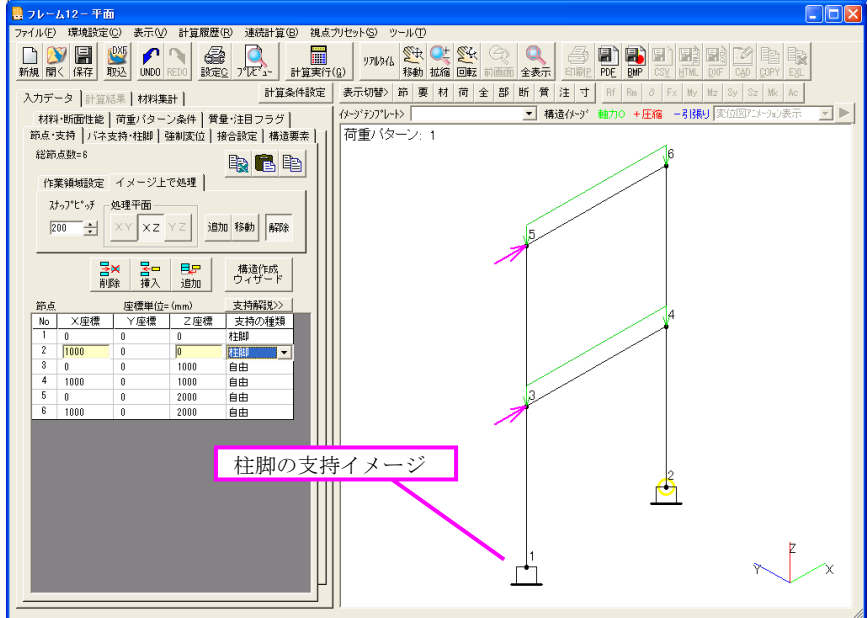 フレーム12 - 平面
ファイル(F) 環境設定(C) 表示(V) 計算履歴(R) 連続計算(B) 視点プリセット(S) ツール(T)
新規 開く 保存 取込 UNDO REDO 設定C プレビュー 計算実行(G) リアルタイム 移動 拡縮 回転 前画面 全表示 印刷P PDF BMP CSV HTML DXF CAD COPY EXL
入力データ 計算結果 材料集計 計算条件設定 表示切替> 節 要 材 荷 全 部 断 質 注 寸 Rf Rm δ Fx My Mz Sy Sz Mk Ac
材料・断面性能 荷重パターン条件 質量・注目フラグ
イメージテンプレート> 構造イメージ 軸力○ +圧縮 -引張り 変位図アニメーション表示
節点・支持 バネ支持・柱脚 強制変位 接合設定 構造要素
荷重パターン: 1
総節点数=6
作業領域設定 イメージ上で処理
スナップピッチ 処理平面
200 XY XZ YZ 追加 移動 解除
削除 挿入 追加 構造作成ウィザード
節点 座標単位=(mm) 支持解説>>
No X座標 Y座標 Z座標 支持の種類
1 0 0 0 柱脚
2 1000 0 0 柱脚
3 0 0 1000 自由
4 1000 0 1000 自由
5 0 0 2000 自由
6 1000 0 2000 自由
6
5
4
3
2
1
柱脚の支持イメージ
Z
Y X